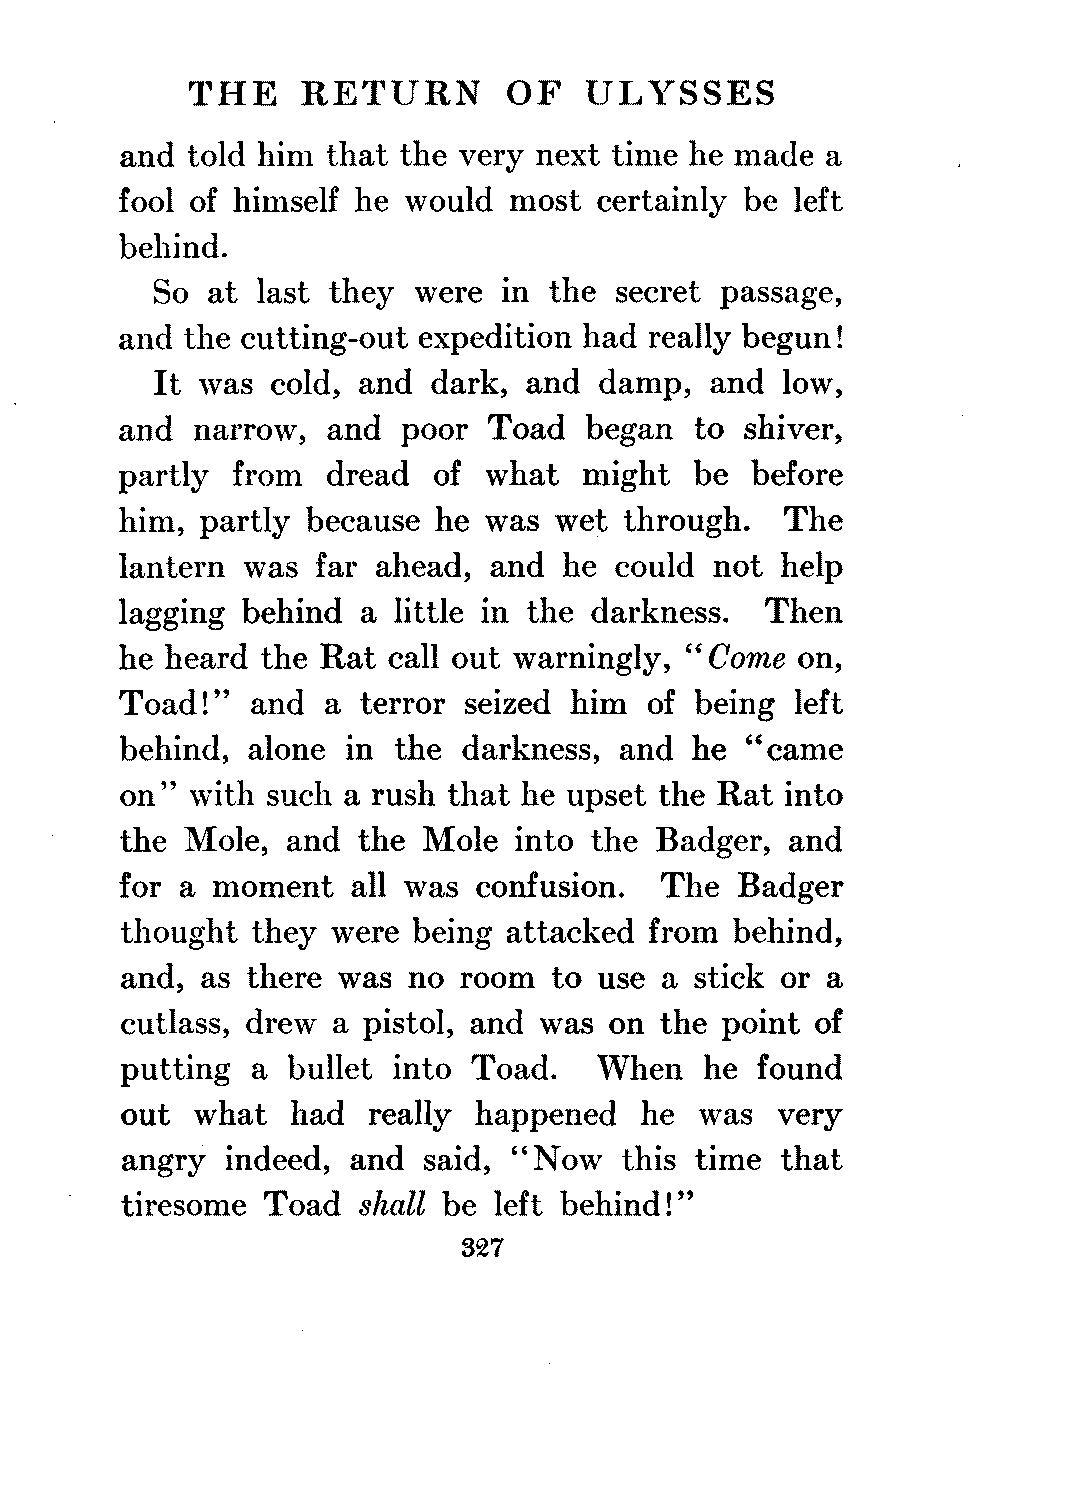 THE RETURN OF ULYSSES
and told him that the very next time he made a
fool of himself he would most certainly be left
behind.
So at last they were in the secret passage,
and the cutting-out expedition had really begun!
It was cold, and dark, and damp, and low,
and narrow, and poor Toad began to shiver,
partly from dread of what might be before
him, partly because he was wet through. The
lantern was far ahead, and he could not help
lagging behind a little in the darkness. Then
he heard the Rat call out warningly, "Come on,
Toad!" and a terror seized him of being left
behind, alone in the darkness, and he "came
on" with such a rush that he upset the Rat into
the Mole, and the Mole into the Badger, and
for a moment all was confusion. The Badger
thought they were being attacked from behind,
and, as there was no room to use a stick or a
cutlass, drew a pistol, and was on the point of
putting a bullet into Toad. When he found
out what had really happened he was very
angry indeed, and said, "Now this time that
tiresome Toad shall be left behind!"
327